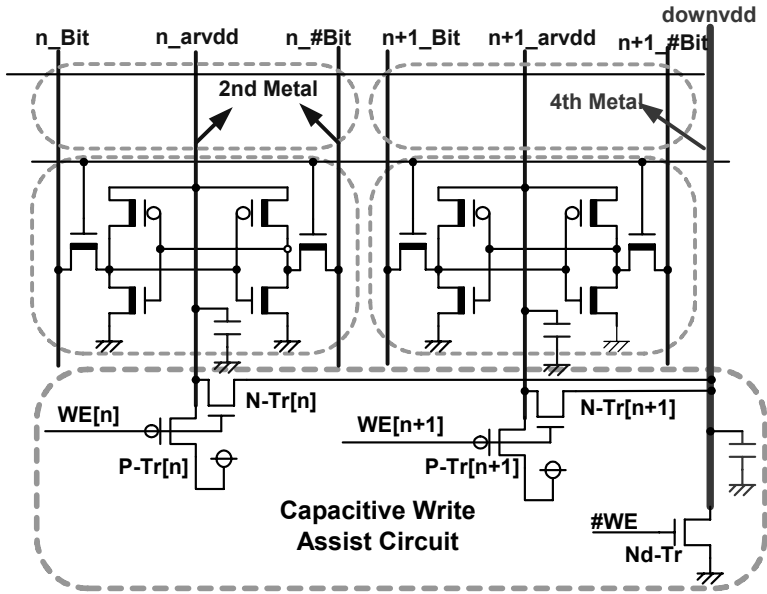 downvdd
n_Bit n_arvdd n_#Bit n+1_Bit n+1_arvdd n+1_#Bit
2nd Metal
4th Metal
N-Tr[n]
N-Tr[n+1]
WE[n]
WE[n+1]
P-Tr[n]
P-Tr[n+1]
Capacitive Write
Assist Circuit
#WE
Nd-Tr